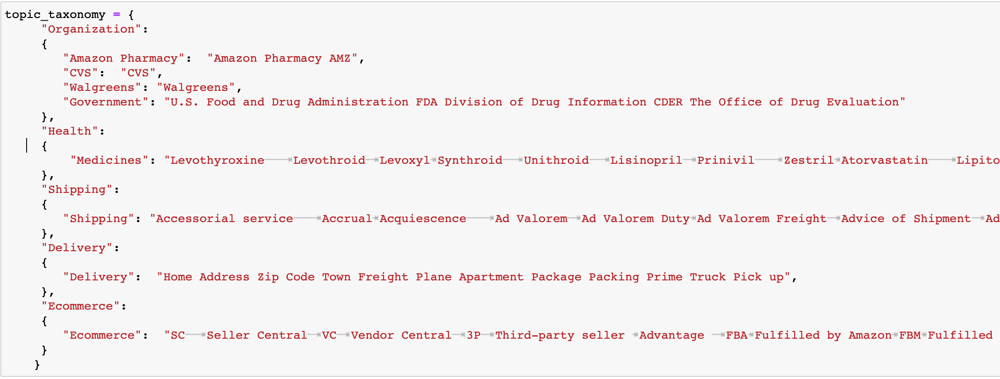 topic_taxonomy = {
"Organization":
{
"Amazon Pharmacy":  "Amazon Pharmacy AMZ",
"CVS":  "CVS",
"Walgreens": "Walgreens",
"Government": "U.S. Food and Drug Administration FDA Division of Drug Information CDER The Office of Drug Evaluation"
},
"Health":
{
"Medicines": "Levothyroxine	Levothroid	Levoxyl	Synthroid	Unithroid	Lisinopril	Prinivil	Zestril	Atorvastatin	Lipito
},
"Shipping":
{
"Shipping": "Accessorial service	Accrual	Acquiescence	Ad Valorem	Ad Valorem Duty	Ad Valorem Freight	Advice of Shipment	Ad
},
"Delivery":
{
"Delivery":  "Home Address Zip Code Town Freight Plane Apartment Package Packing Prime Truck Pick up",
},
"Ecommerce":
{
"Ecommerce":  "SC	Seller Central	VC	Vendor Central	3P	Third-party seller 	Advantage 	FBA	Fulfilled by Amazon	FBM	Fulfilled
}
}